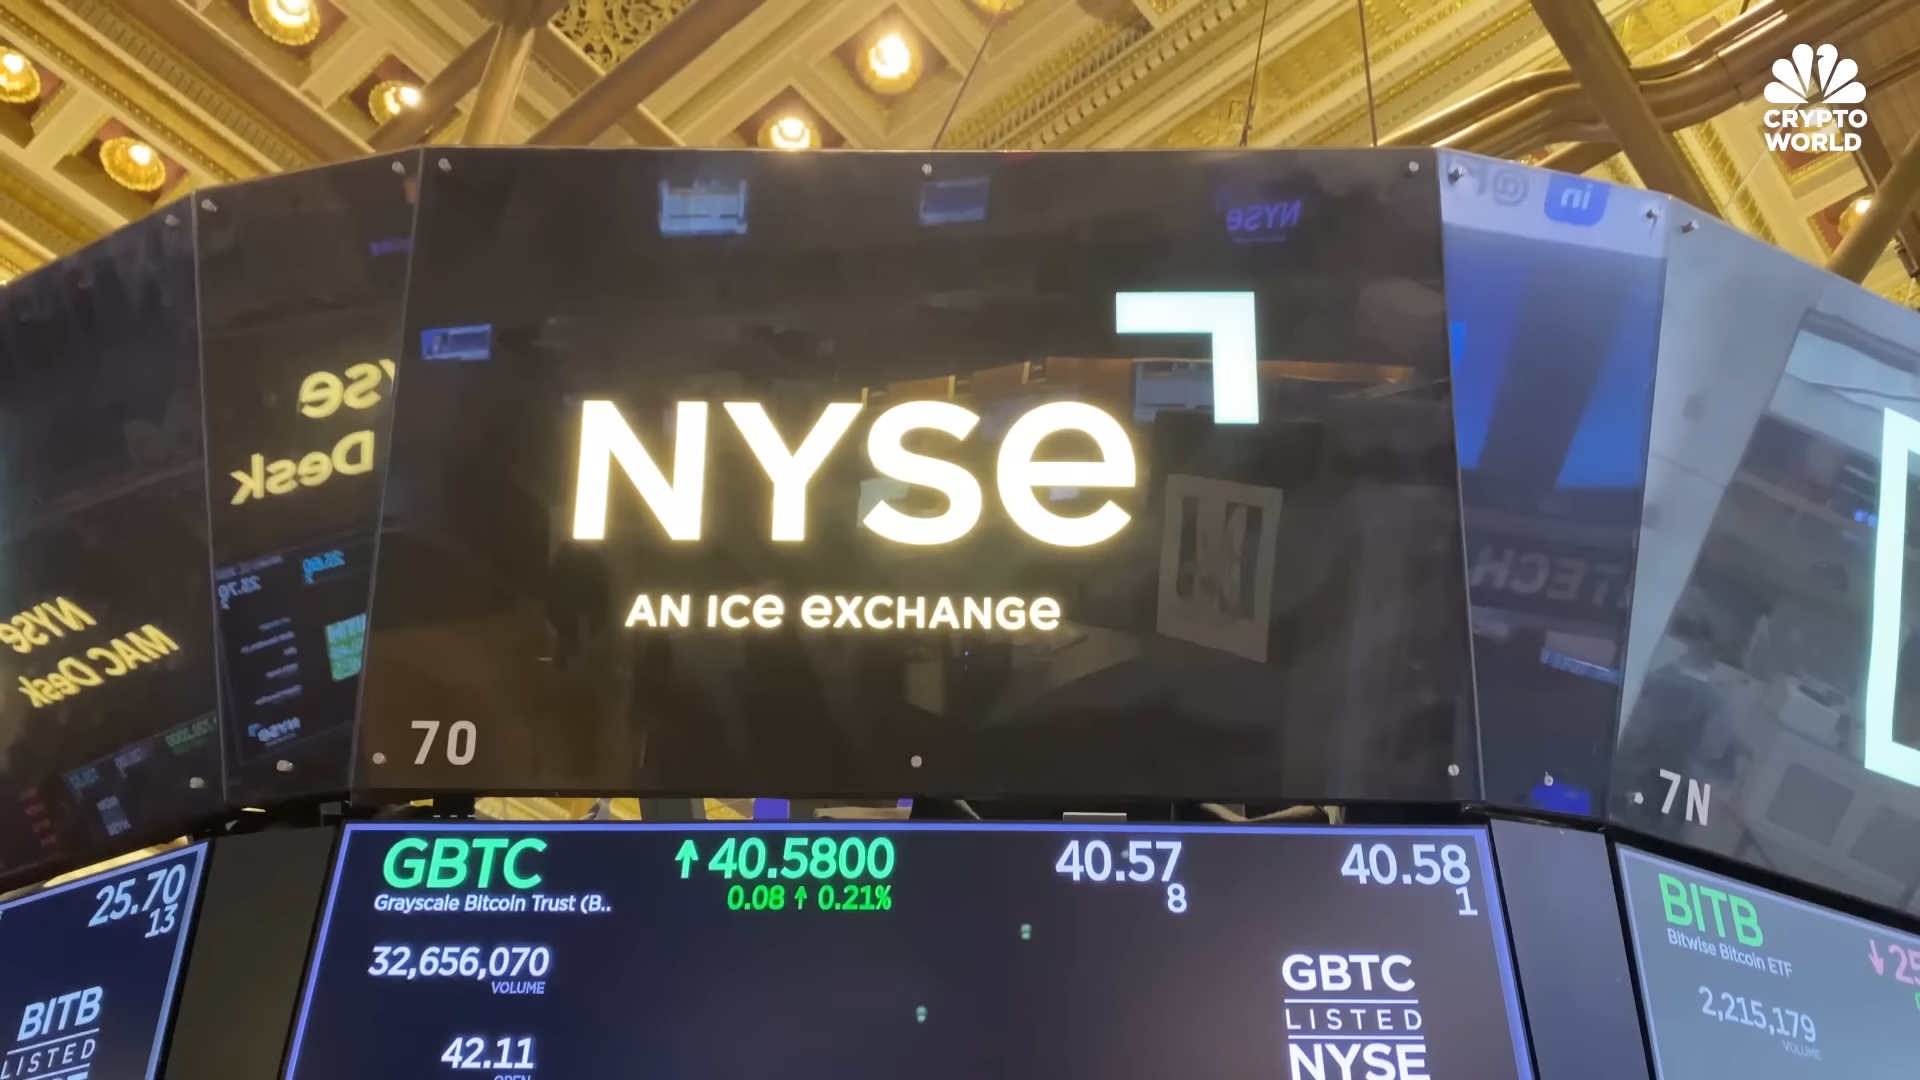 CRYPTO
WORLD
NYSE
AN ICE EXCHANGE
70
7N
NYSE
Desk
NYSE
MAC Desk
25.70
13
BITB
LISTED
GBTC
Grayscale Bitcoin Trust (B..
40.5800
0.08 ↑ 0.21%
40.57
8
40.58
1
32,656,070
VOLUME
42.11
OPEN
GBTC
LISTED
NYSE
BITB
Bitwise Bitcoin ETF
2,215,179
VOLUME